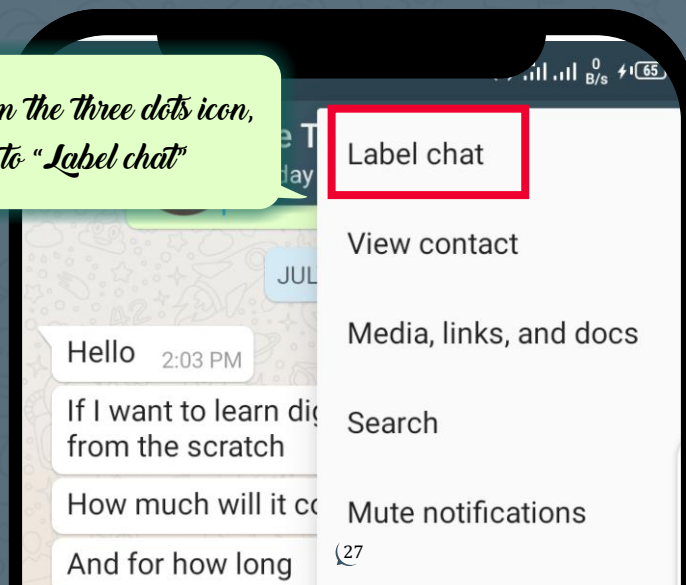 0
B/s
65
the three dots icon,
to “Label chat”
Label chat
View contact
Media, links, and docs
Search
Mute notifications
27
JUL
Hello 2:03 PM
If I want to learn
from the scratch
How much will it
And for how long